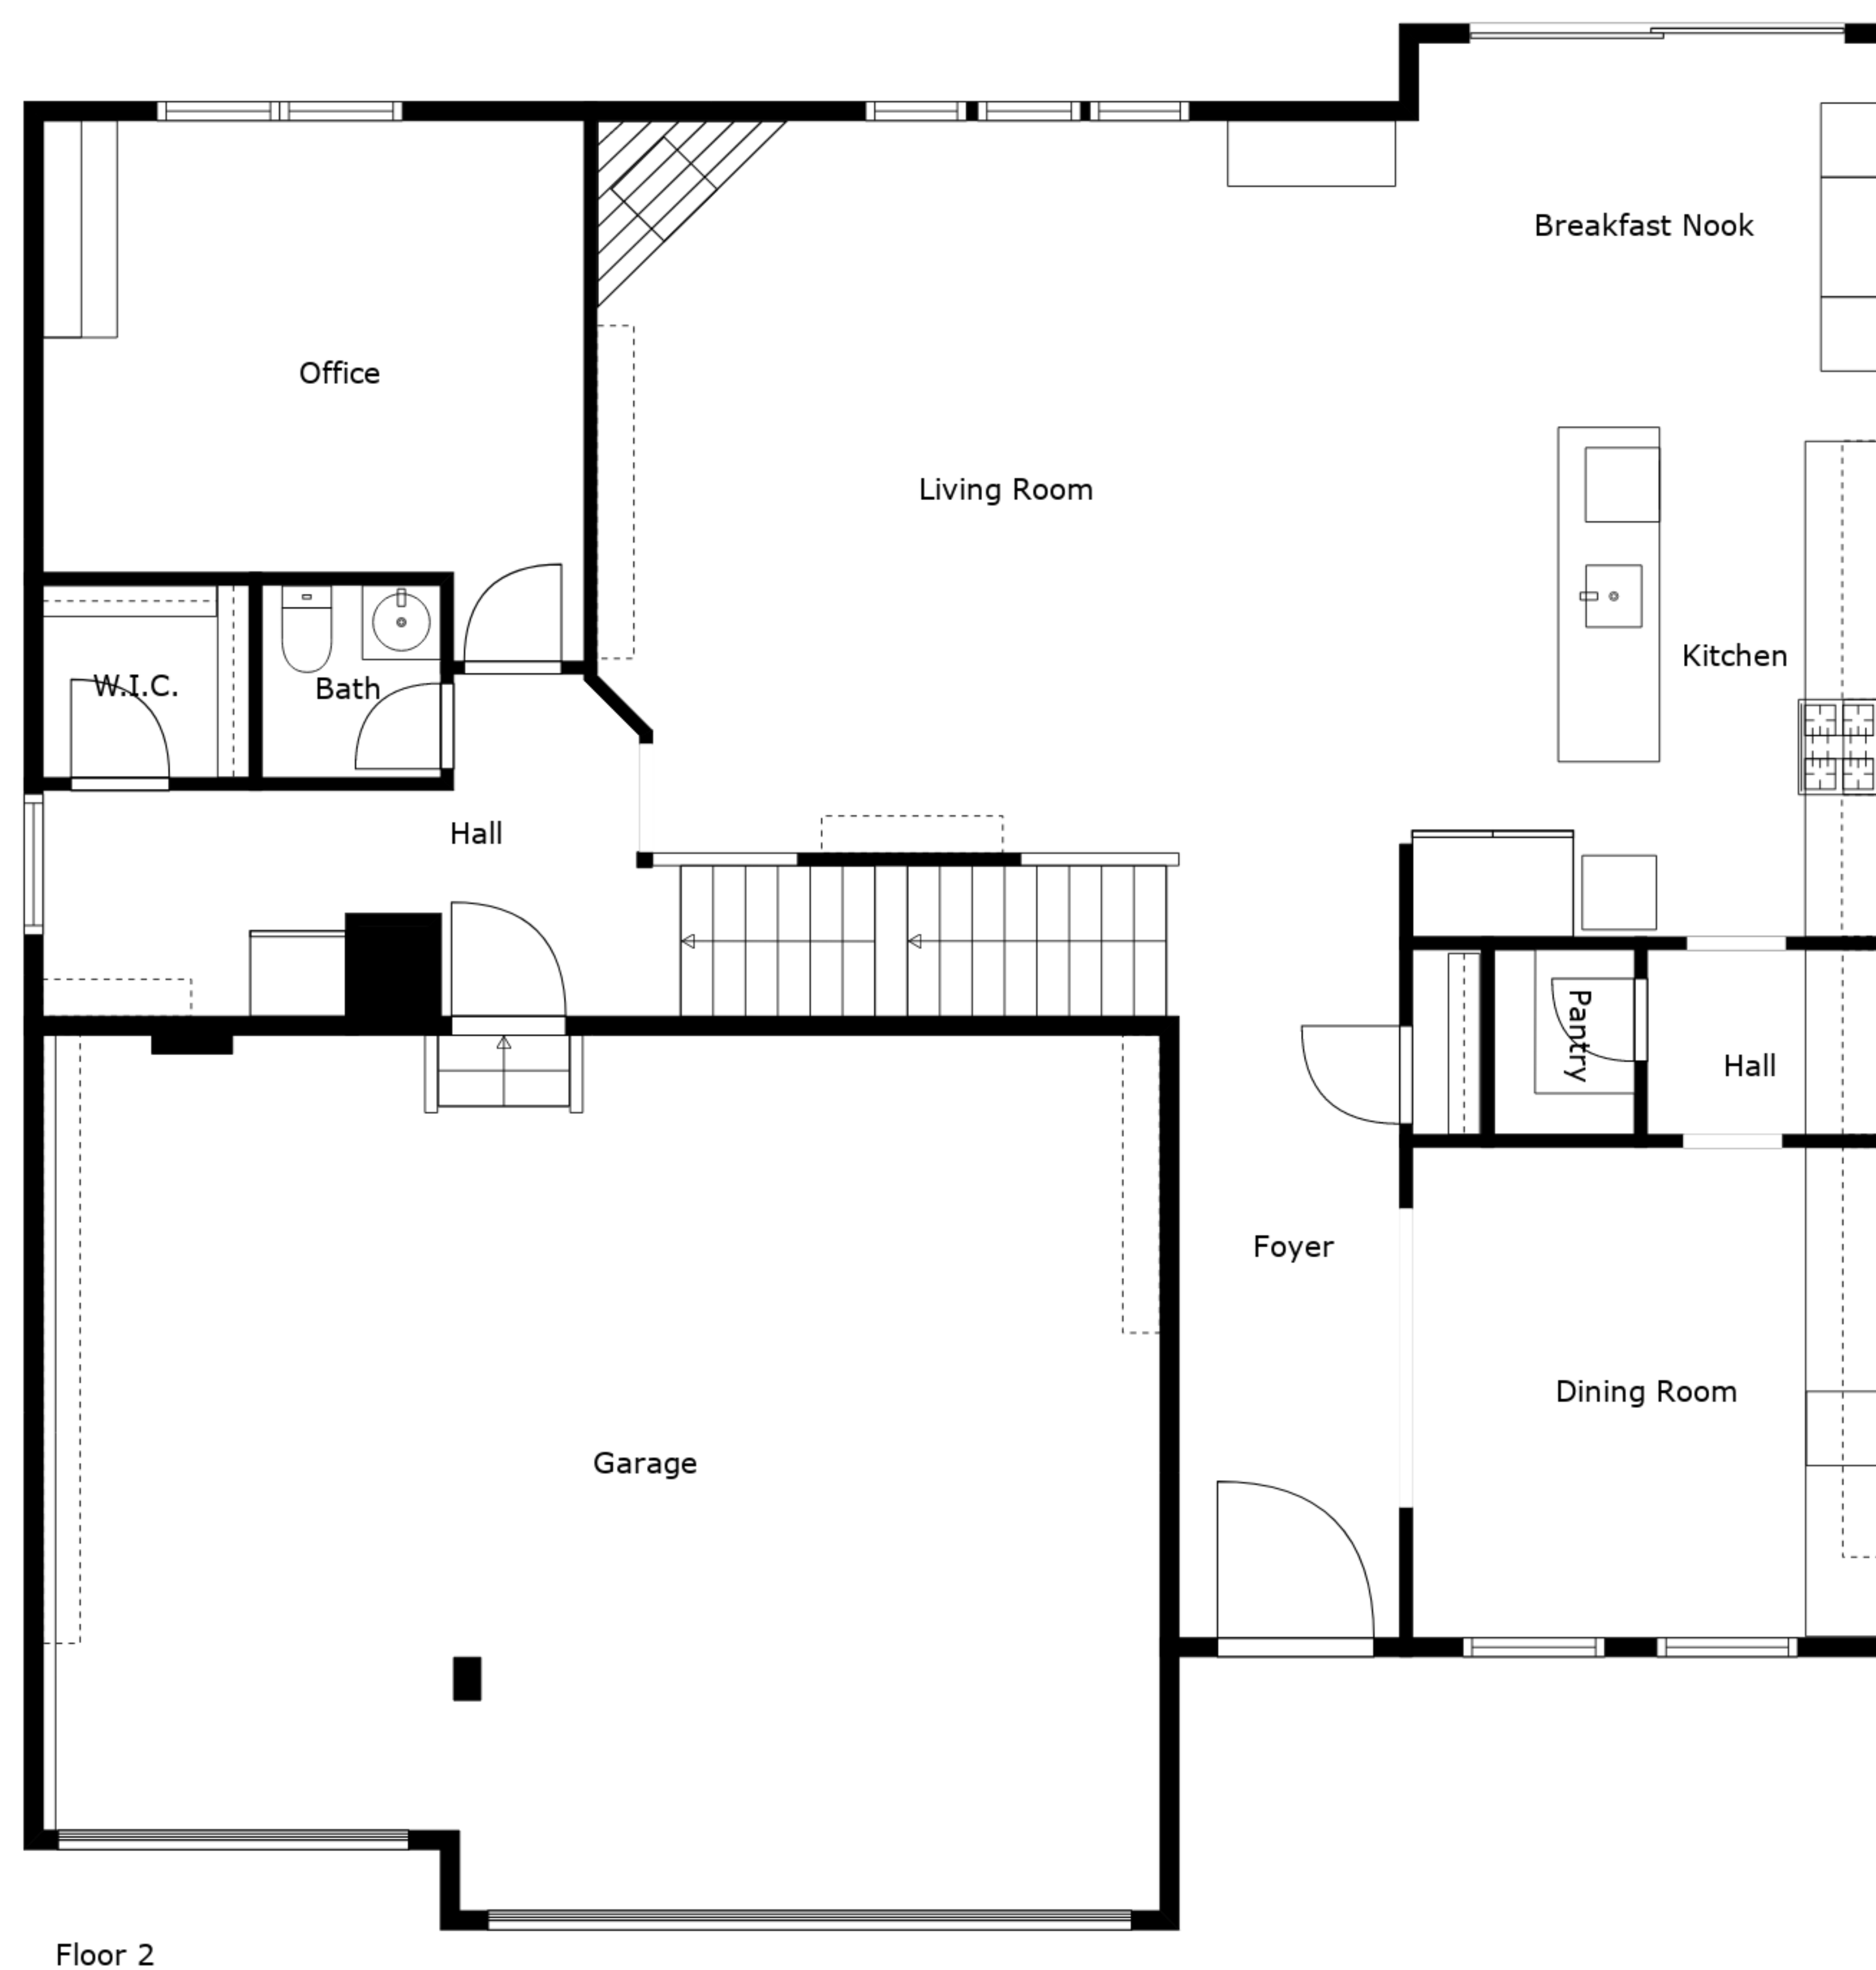 Breakfast Nook
Office
Living Room
Kitchen
W.I.C.
Bath
Hall
Pantry
Hall
Foyer
Dining Room
Garage
Floor 2